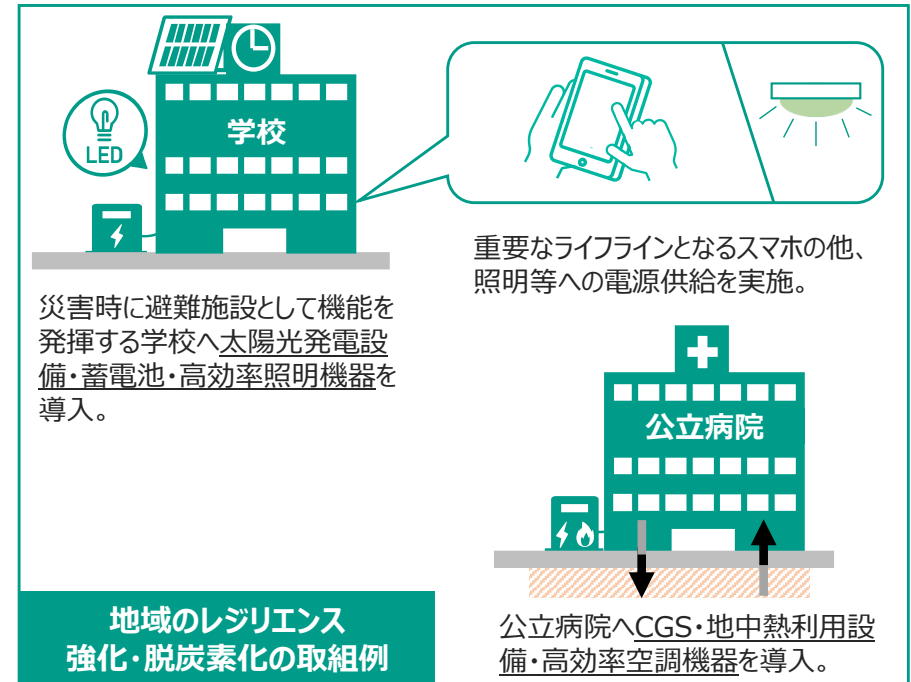 学校
LED
重要なライフラインとなるスマホの他、
照明等への電源供給を実施。
災害時に避難施設として機能を
発揮する学校へ太陽光発電設
備・蓄電池・高効率照明機器を
導入。
公立病院
公立病院へCGS・地中熱利用設
備・高効率空調機器を導入。
地域のレジリエンス
強化・脱炭素化の取組例